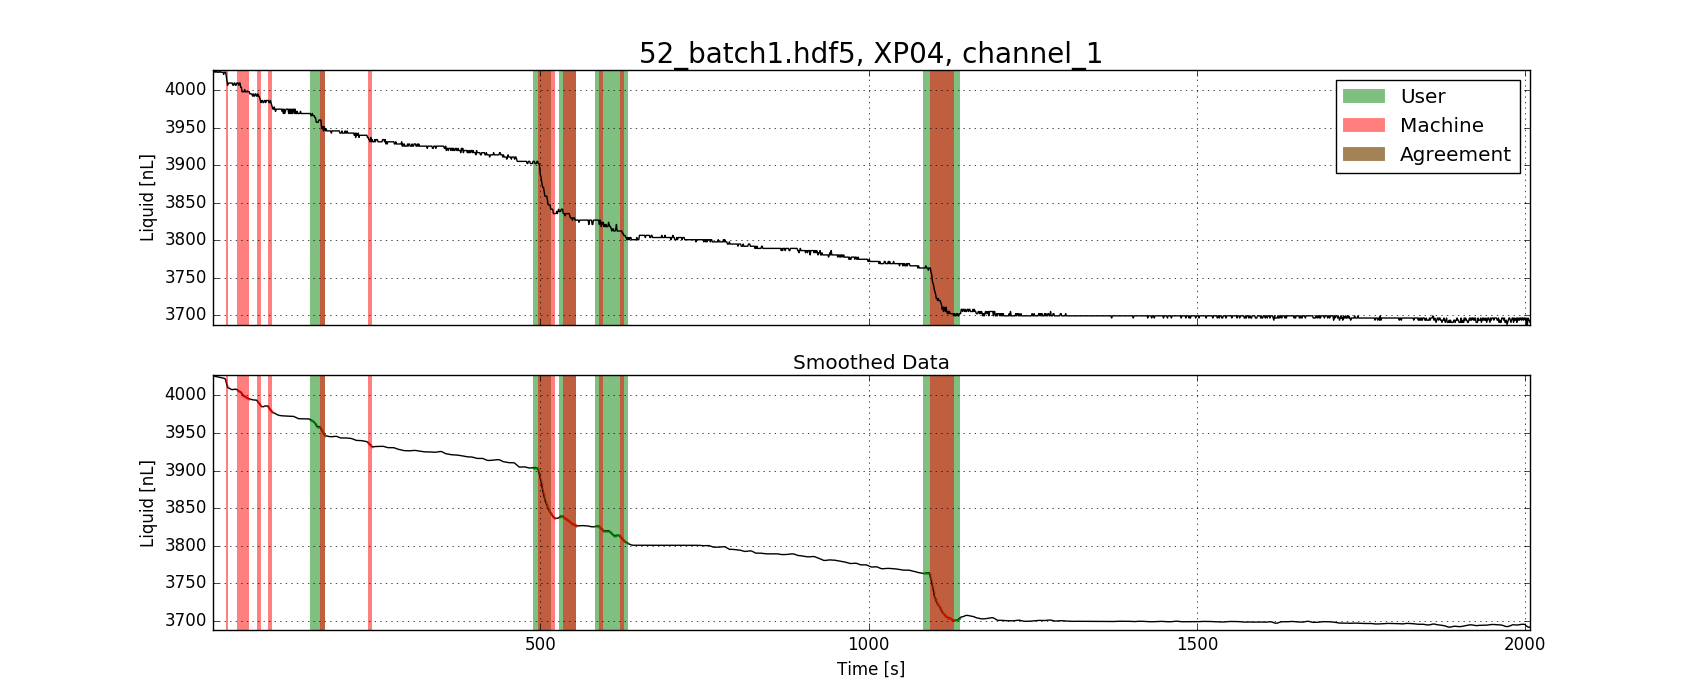 52_batch1.hdf5, XP04, channel_1
4000
3950
3900
3850
3800
3750
3700
Liquid [nL]
User
Machine
Agreement
Smoothed Data
4000
3950
3900
3850
3800
3750
3700
Liquid [nL]
500
1000
1500
2000
Time [s]